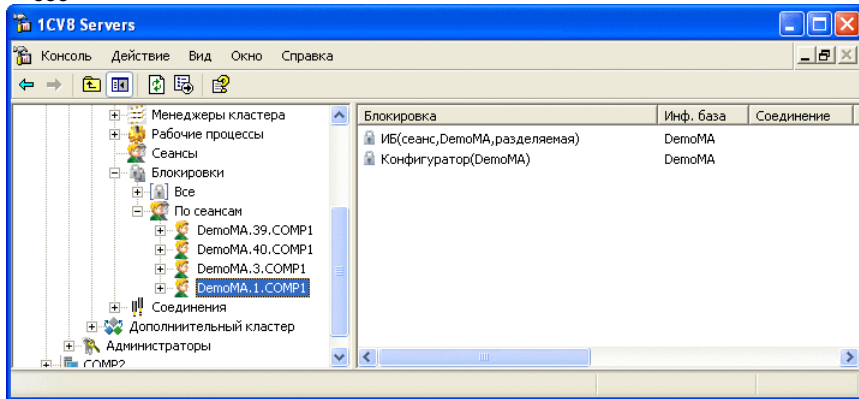 1CV8 Servers
Консоль Действие Вид Окно Справка
Блокировка Инф. база Соединение
Менеджеры кластера
Рабочие процессы
Сеансы
Блокировки
Все
По сеансам
DemoMA.39.COMP1
DemoMA.40.COMP1
DemoMA.3.COMP1
DemoMA.1.COMP1
Соединения
Дополнительный кластер
Администраторы
COMP2
ИБ(сеанс,DemoMA,разделяемая) DemoMA
Конфигуратор(DemoMA) DemoMA